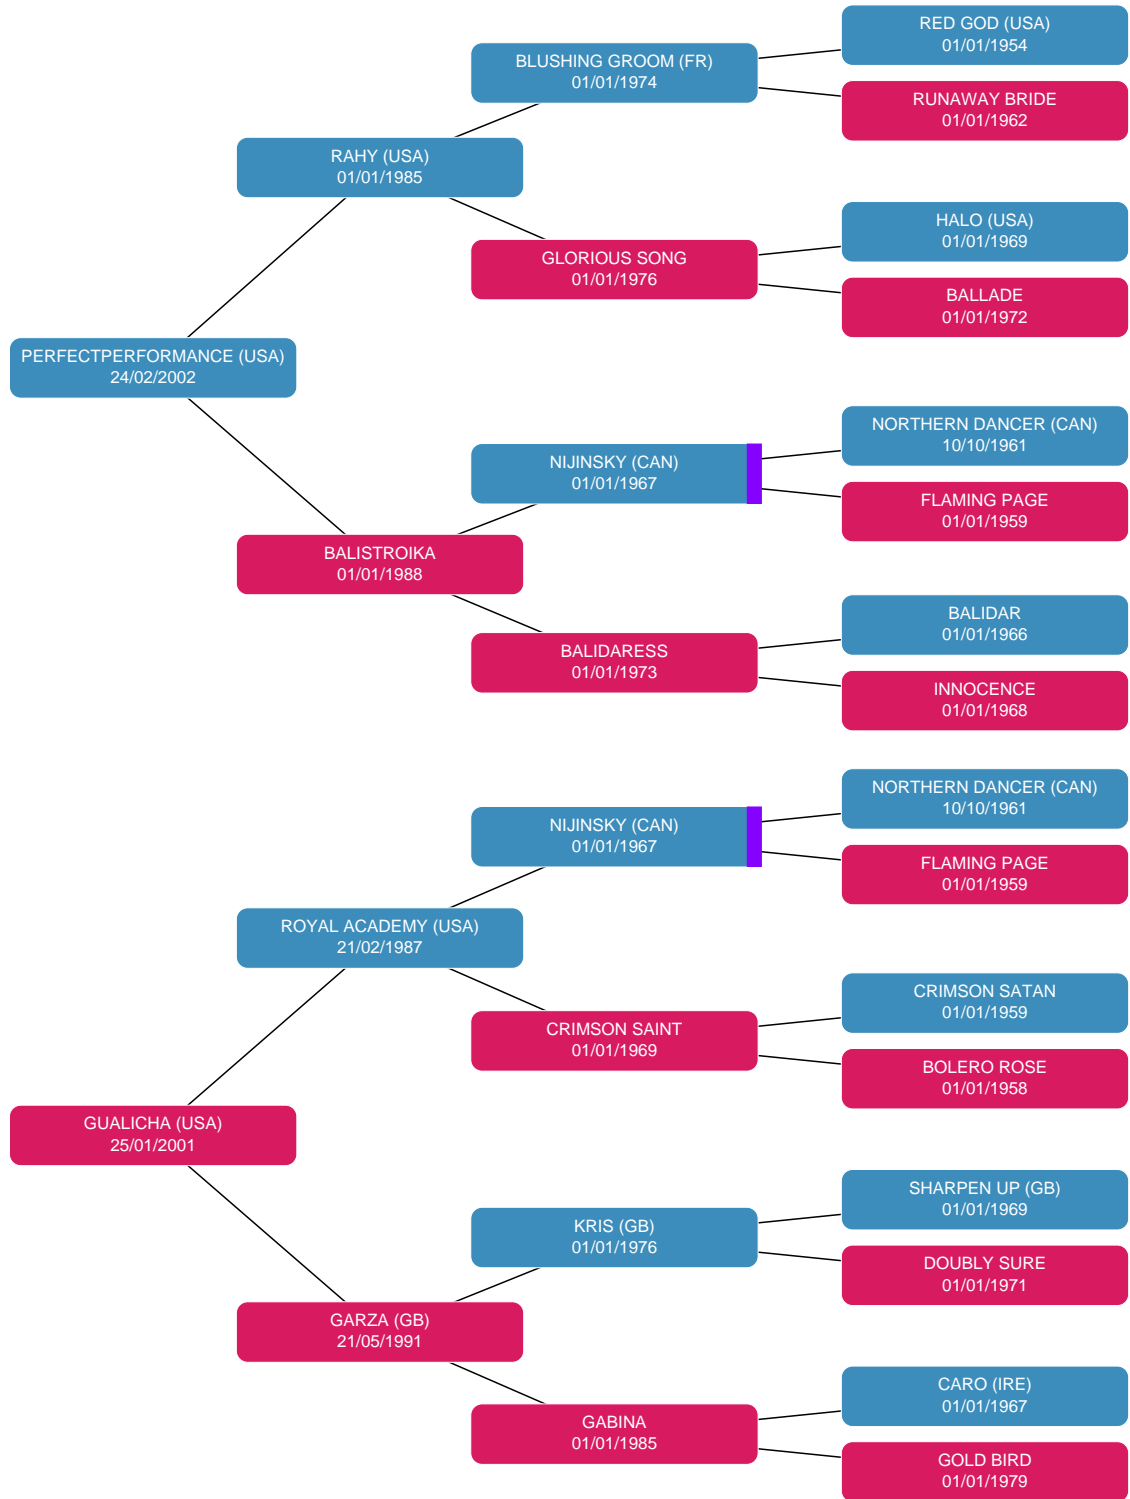 RED GOD (USA)
01/01/1954
BLUSHING GROOM (FR)
01/01/1974
RUNAWAY BRIDE
01/01/1962
RAHY (USA)
01/01/1985
HALO (USA)
01/01/1969
GLORIOUS SONG
01/01/1976
BALLADE
01/01/1972
PERFECTPERFORMANCE (USA)
24/02/2002
NORTHERN DANCER (CAN)
10/10/1961
NIJINSKY (CAN)
01/01/1967
FLAMING PAGE
01/01/1959
BALISTROIKA
01/01/1988
BALIDAR
01/01/1966
BALIDARESS
01/01/1973
INNOCENCE
01/01/1968
NORTHERN DANCER (CAN)
10/10/1961
NIJINSKY (CAN)
01/01/1967
FLAMING PAGE
01/01/1959
ROYAL ACADEMY (USA)
21/02/1987
CRIMSON SATAN
01/01/1959
CRIMSON SAINT
01/01/1969
BOLERO ROSE
01/01/1958
GUALICHA (USA)
25/01/2001
SHARPEN UP (GB)
01/01/1969
KRIS (GB)
01/01/1976
DOUBLY SURE
01/01/1971
GARZA (GB)
21/05/1991
CARO (IRE)
01/01/1967
GABINA
01/01/1985
GOLD BIRD
01/01/1979